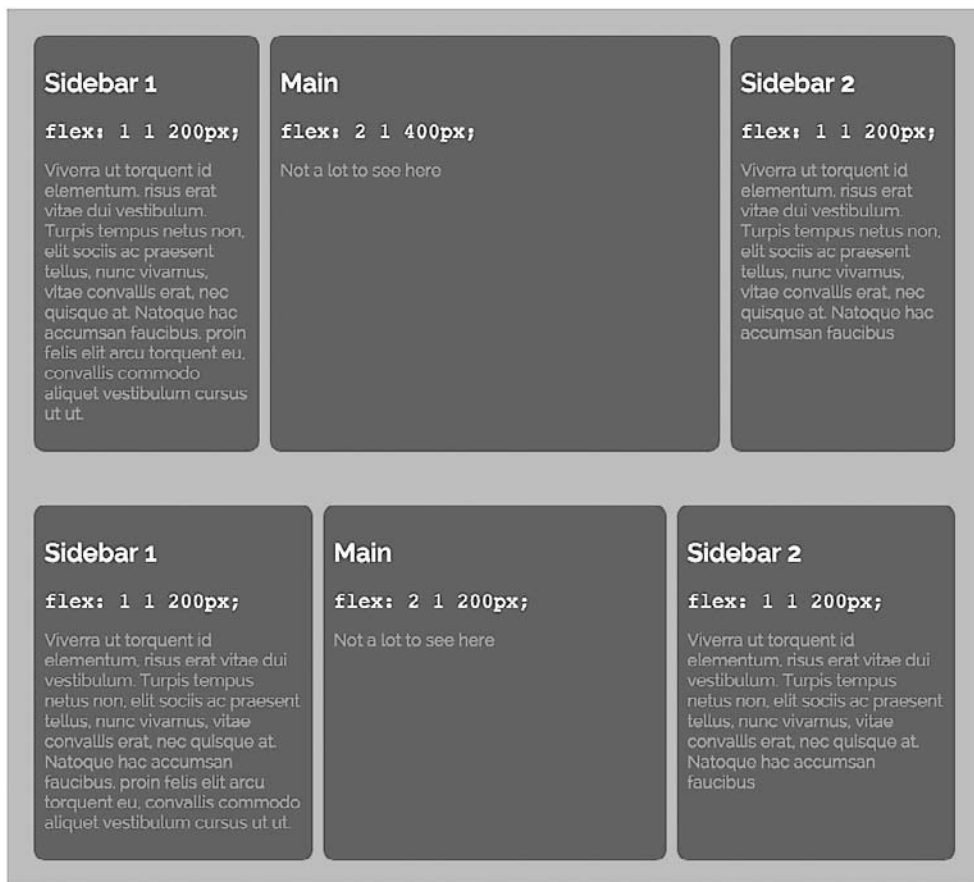 Sidebar 1
flex: 1 1 200px;
Viverra ut torquent id
elementum, risus erat
vitae dui vestibulum.
Turpis tempus netus non,
elit sociis ac praesent
tellus, nunc vivamus,
vitae convallis erat, nec
quisque at. Natoque hac
accumsan faucibus, proin
felis elit arcu torquent eu,
convallis commodo
aliquet vestibulum cursus
ut ut.
Main
flex: 2 1 400px;
Not a lot to see here
Sidebar 2
flex: 1 1 200px;
Viverra ut torquent id
elementum, risus erat
vitae dui vestibulum.
Turpis tempus netus non,
elit sociis ac praesent
tellus, nunc vivamus,
vitae convallis erat, nec
quisque at. Natoque hac
accumsan faucibus
Sidebar 1
flex: 1 1 200px;
Viverra ut torquent id
elementum, risus erat vitae dui
vestibulum. Turpis tempus
netus non, elit sociis ac praesent
tellus, nunc vivamus, vitae
convallis erat, nec quisque at.
Natoque hac accumsan
faucibus, proin felis elit arcu
torquent eu, convallis commodo
aliquet vestibulum cursus ut ut.
Main
flex: 2 1 200px;
Not a lot to see here
Sidebar 2
flex: 1 1 200px;
Viverra ut torquent id
elementum, risus erat vitae dui
vestibulum. Turpis tempus
netus non, elit sociis ac praesent
tellus, nunc vivamus, vitae
convallis erat, nec quisque at.
Natoque hac accumsan
faucibus